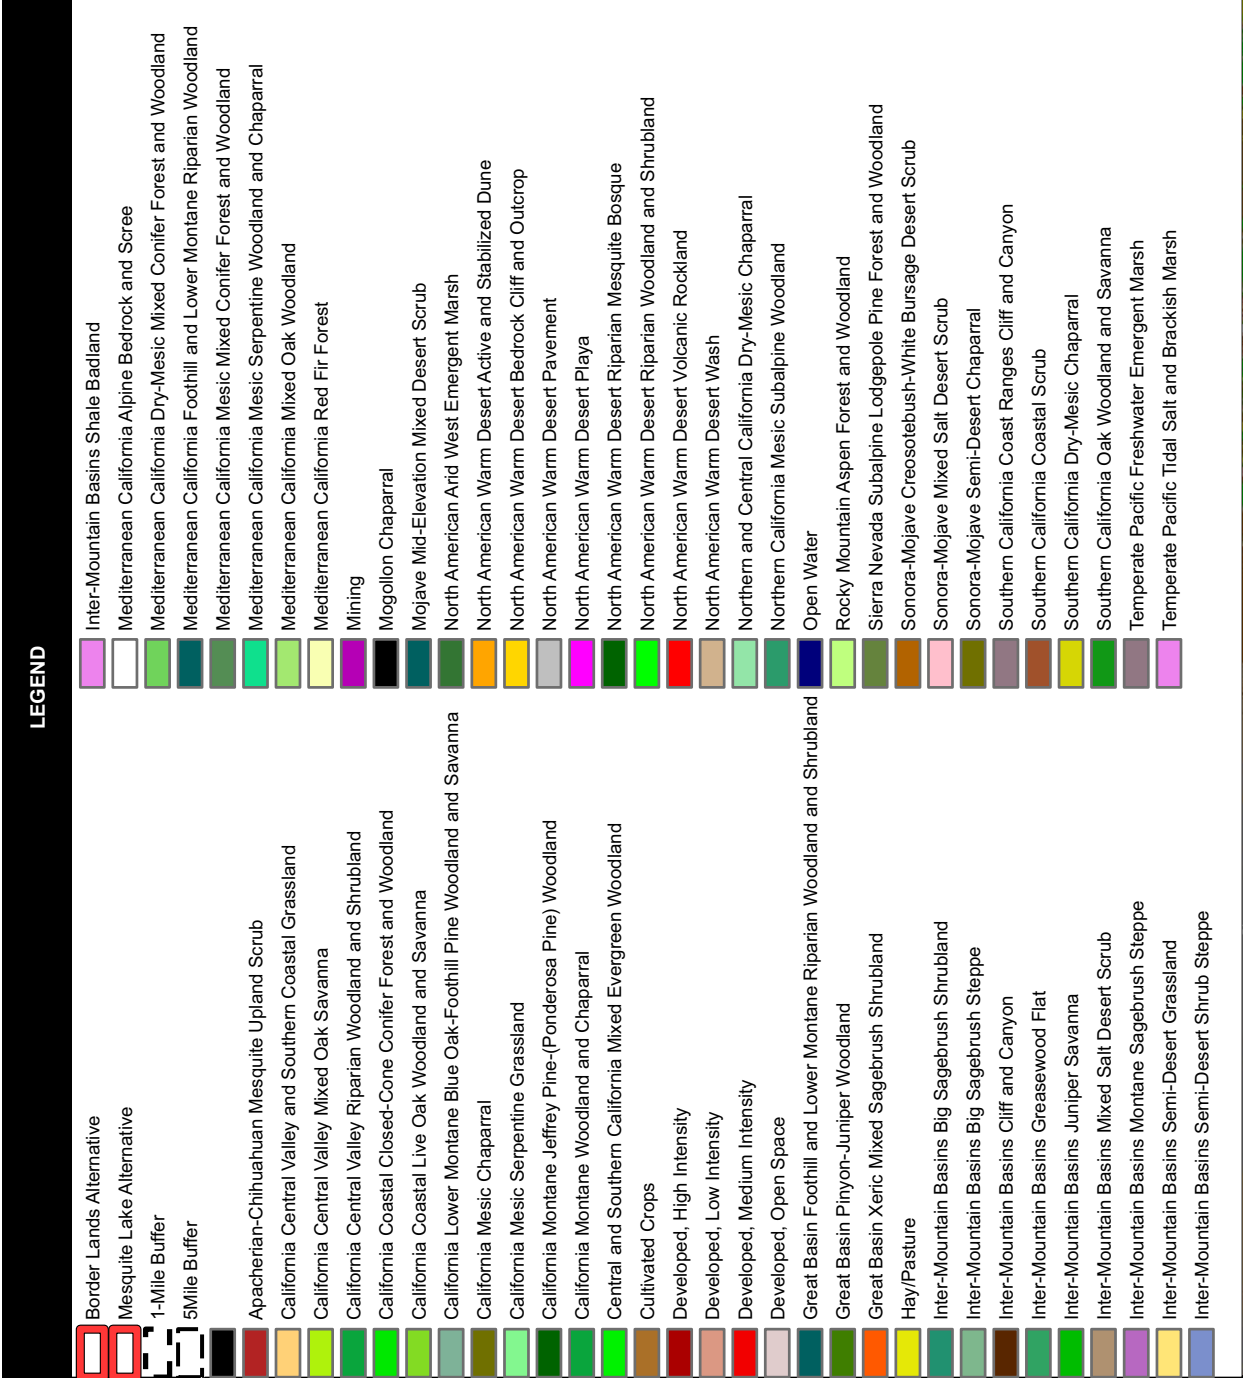 LEGEND
Border Lands Alternative
Mesquite Lake Alternative
1-Mile Buffer
5Mile Buffer
Apacherian-Chihuahuan Mesquite Upland Scrub
California Central Valley and Southern Coastal Grassland
California Central Valley Mixed Oak Savanna
California Central Valley Riparian Woodland and Shrubland
California Coastal Closed-Cone Conifer Forest and Woodland
California Coastal Live Oak Woodland and Savanna
California Lower Montane Blue Oak-Foothill Pine Woodland and Savanna
California Mesic Chaparral
California Mesic Serpentine Grassland
California Montane Jeffrey Pine-(Ponderosa Pine) Woodland
California Montane Woodland and Chaparral
Central and Southern California Mixed Evergreen Woodland
Cultivated Crops
Developed, High Intensity
Developed, Low Intensity
Developed, Medium Intensity
Developed, Open Space
Great Basin Foothill and Lower Montane Riparian Woodland and Shrubland
Great Basin Pinyon-Juniper Woodland
Great Basin Xeric Mixed Sagebrush Shrubland
Hay/Pasture
Inter-Mountain Basins Big Sagebrush Shrubland
Inter-Mountain Basins Big Sagebrush Steppe
Inter-Mountain Basins Cliff and Canyon
Inter-Mountain Basins Greasewood Flat
Inter-Mountain Basins Juniper Savanna
Inter-Mountain Basins Mixed Salt Desert Scrub
Inter-Mountain Basins Montane Sagebrush Steppe
Inter-Mountain Basins Semi-Desert Grassland
Inter-Mountain Basins Semi-Desert Shrub Steppe
Inter-Mountain Basins Shale Badland
Mediterranean California Alpine Bedrock and Scree
Mediterranean California Dry-Mesic Mixed Conifer Forest and Woodland
Mediterranean California Foothill and Lower Montane Riparian Woodland
Mediterranean California Mesic Mixed Conifer Forest and Woodland
Mediterranean California Mesic Serpentine Woodland and Chaparral
Mediterranean California Mixed Oak Woodland
Mediterranean California Red Fir Forest
Mining
Mogollon Chaparral
Mojave Mid-Elevation Mixed Desert Scrub
North American Arid West Emergent Marsh
North American Warm Desert Active and Stabilized Dune
North American Warm Desert Bedrock Cliff and Outcrop
North American Warm Desert Pavement
North American Warm Desert Playa
North American Warm Desert Riparian Mesquite Bosque
North American Warm Desert Riparian Woodland and Shrubland
North American Warm Desert Volcanic Rockland
North American Warm Desert Wash
Northern and Central California Dry-Mesic Chaparral
Northern California Mesic Subalpine Woodland
Open Water
Rocky Mountain Aspen Forest and Woodland
Sierra Nevada Subalpine Lodgepole Pine Forest and Woodland
Sonora-Mojave Creosotebush-White Bursage Desert Scrub
Sonora-Mojave Mixed Salt Desert Scrub
Sonora-Mojave Semi-Desert Chaparral
Southern California Coast Ranges Cliff and Canyon
Southern California Coastal Scrub
Southern California Dry-Mesic Chaparral
Southern California Oak Woodland and Savanna
Temperate Pacific Freshwater Emergent Marsh
Temperate Pacific Tidal Salt and Brackish Marsh